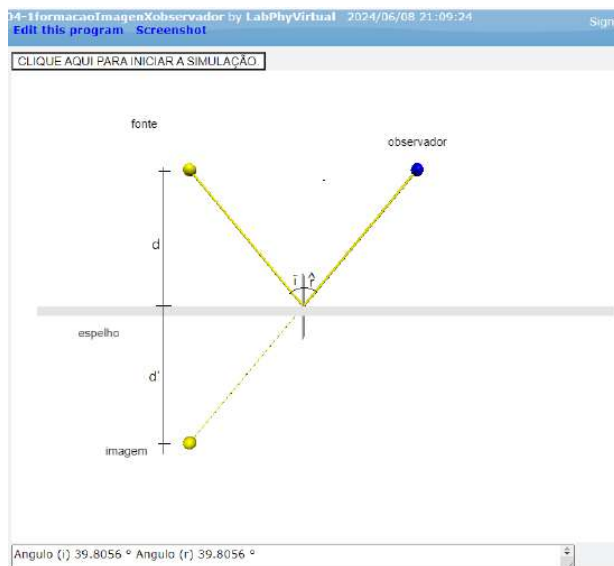 04-1formacaoImagenXobservador by LabPhyVirtual 2024/06/08 21:09:24
Sign
Edit this program Screenshot
CLIQUE AQUI PARA INICIAR A SIMULAÇÃO.
fonte
observador
d
i r̂
espelho
d'
imagem
Angulo (i) 39.8056 ° Angulo (r) 39.8056 °